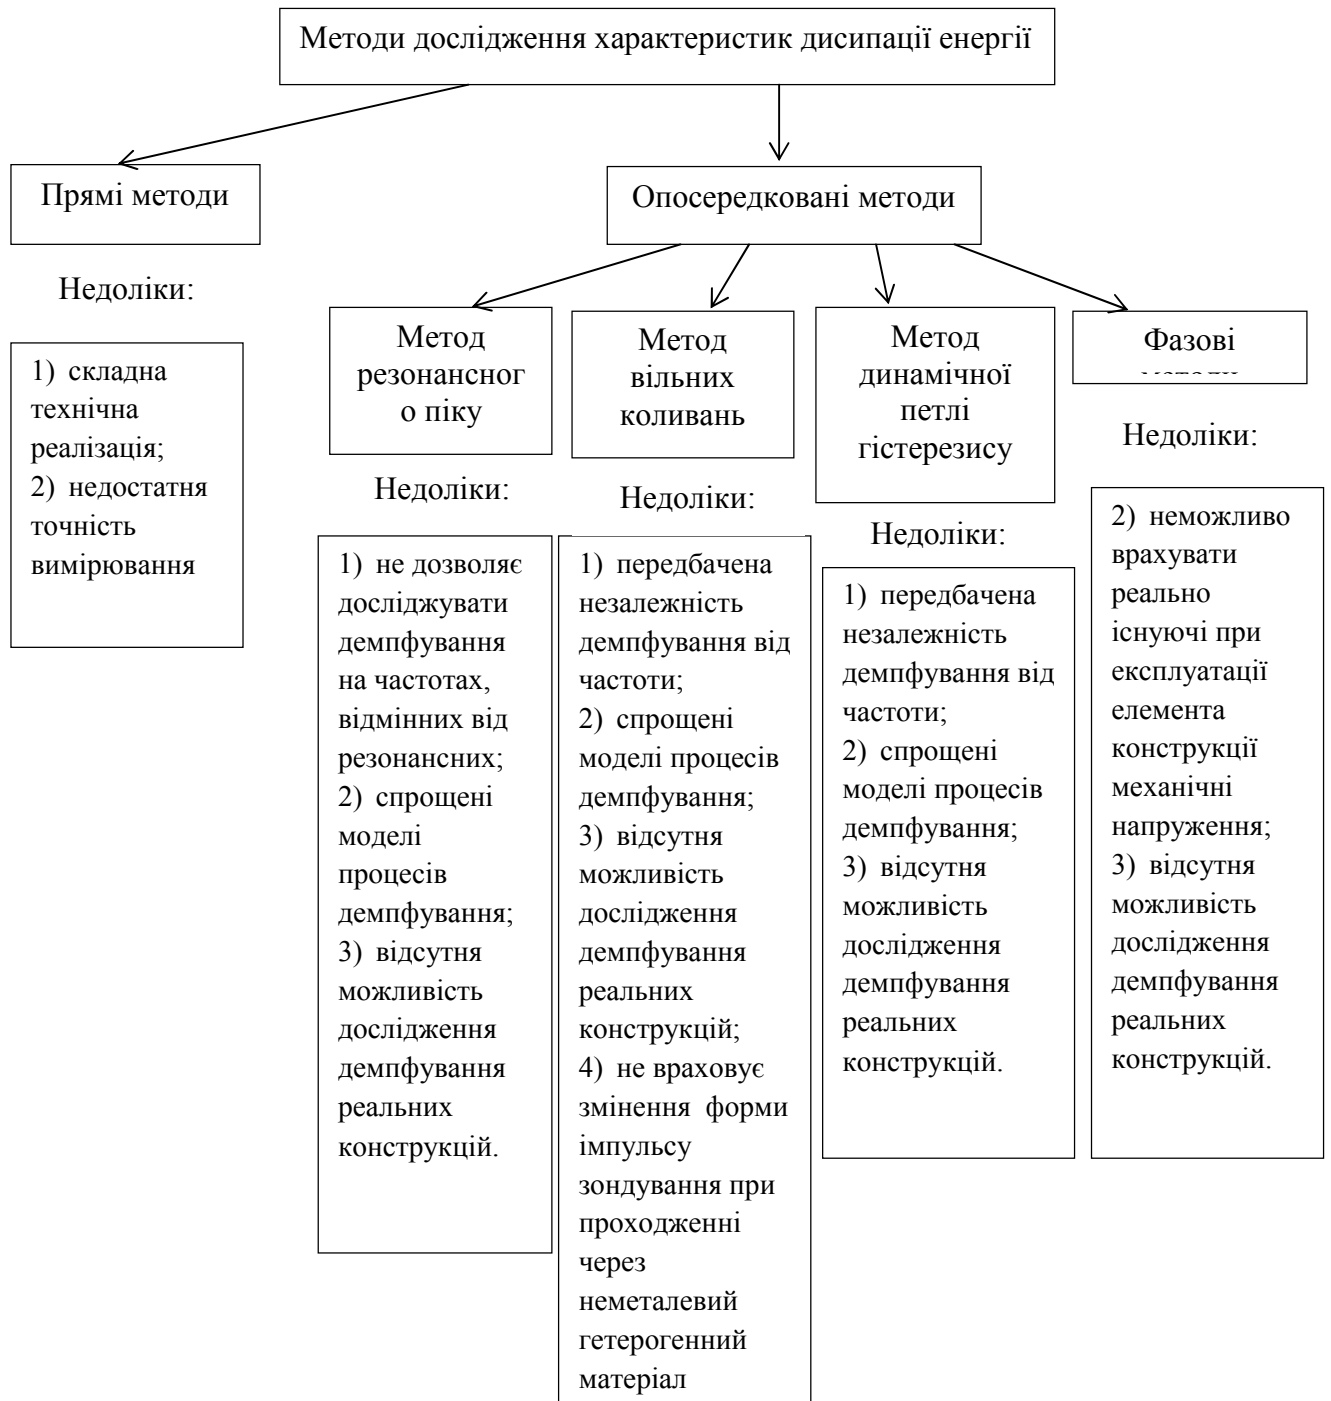 Методи дослідження характеристик дисипації енергії
Прямі методи
Опосередковані методи
Недоліки:
1) складна
технічна
реалізація;
2) недостатня
точність
вимірювання
Метод
резонансног
о піку
Недоліки:
1) не дозволяє
досліджувати
демпфування
на частотах,
відмінних від
резонансних;
2) спрощені
моделі
процесів
демпфування;
3) відсутня
можливість
дослідження
демпфування
реальних
конструкцій.
Метод
вільних
коливань
Недоліки:
1) передбачена
незалежність
демпфування від
частоти;
2) спрощені
моделі процесів
демпфування;
3) відсутня
можливість
дослідження
демпфування
реальних
конструкцій;
4) не враховує
змінення форми
імпульсу
зондування при
проходженні
через
неметалевий
гетерогенний
матеріал
Метод
динамічної
петлі
гістерезису
Недоліки:
1) передбачена
незалежність
демпфування від
частоти;
2) спрощені
моделі процесів
демпфування;
3) відсутня
можливість
дослідження
демпфування
реальних
конструкцій.
Фазові
Недоліки:
2) неможливо
врахувати
реально
існуючі при
експлуатації
елемента
конструкції
механічні
напруження;
3) відсутня
можливість
дослідження
демпфування
реальних
конструкцій.